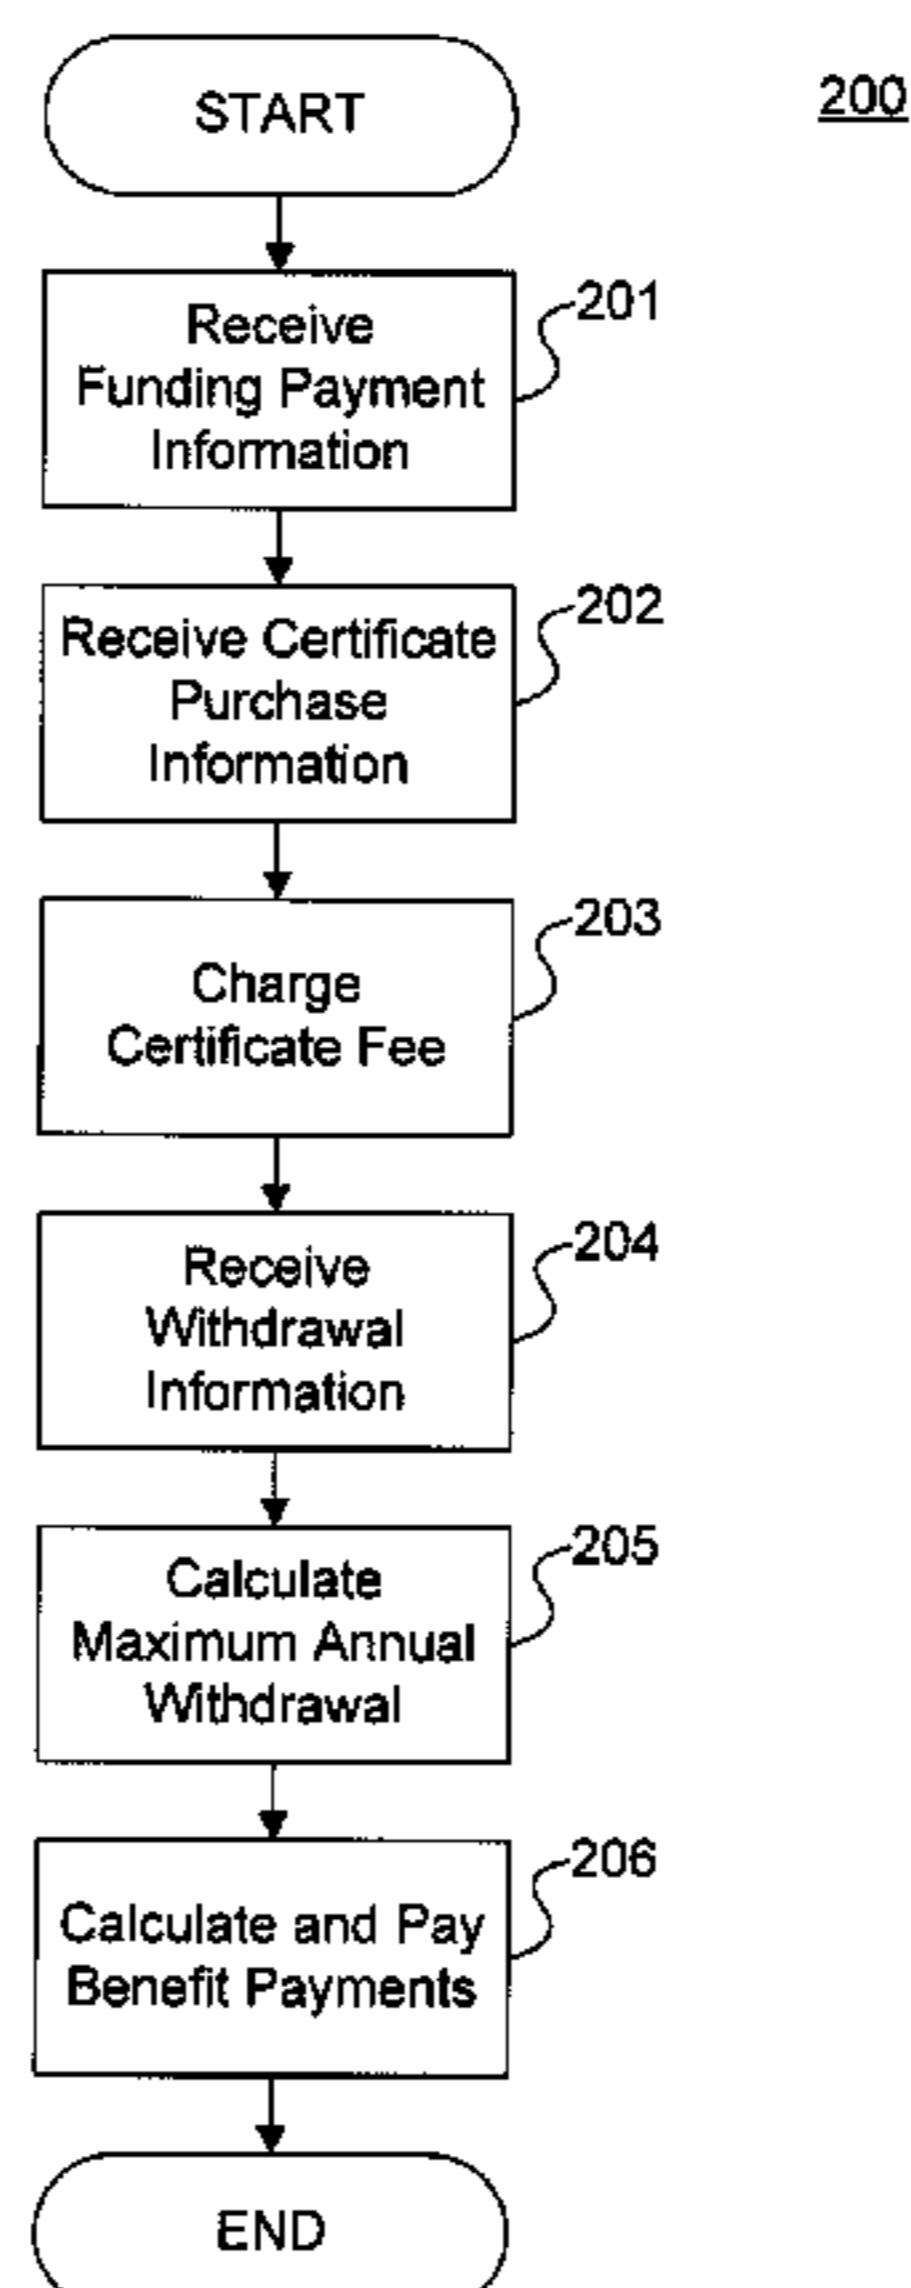 START
200
Receive
Funding Payment
Information
201
Receive Certificate
Purchase
Information
202
Charge
Certificate Fee
203
Receive
Withdrawal
Information
204
Calculate
Maximum Annual
Withdrawal
205
Calculate and Pay
Benefit Payments
206
END